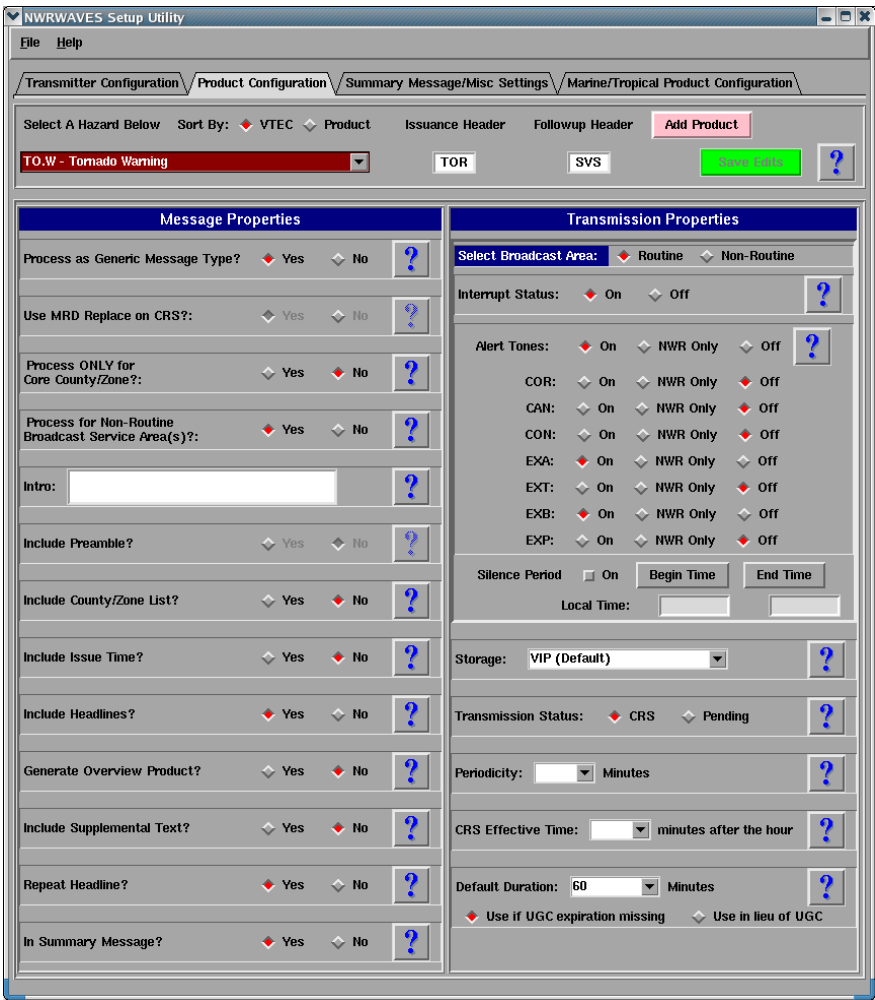 NWRWAVES Setup Utility
File Help
Transmitter Configuration Product Configuration Summary Message/Misc Settings Marine/Tropical Product Configuration
Select A Hazard Below Sort By: VTEC Product Issuance Header Followup Header Add Product
TO.W - Tornado Warning TOR SVS Save Edits ?
Message Properties
Process as Generic Message Type? Yes No ?
Use MRD Replace on CRS?: Yes No ?
Process ONLY for
Core County/Zone?: Yes No ?
Process for Non-Routine
Broadcast Service Area(s)?: Yes No ?
Intro: ?
Include Preamble? Yes No ?
Include County/Zone List? Yes No ?
Include Issue Time? Yes No ?
Include Headlines? Yes No ?
Generate Overview Product? Yes No ?
Include Supplemental Text? Yes No ?
Repeat Headline? Yes No ?
In Summary Message? Yes No ?
Transmission Properties
Select Broadcast Area: Routine Non-Routine
Interrupt Status: On Off ?
Alert Tones: On NWR Only Off ?
COR: On NWR Only Off
CAN: On NWR Only Off
CON: On NWR Only Off
EXA: On NWR Only Off
EXT: On NWR Only Off
EXB: On NWR Only Off
EXP: On NWR Only Off
Silence Period On Begin Time End Time
Local Time:
Storage: VIP (Default) ?
Transmission Status: CRS Pending ?
Periodicity: Minutes ?
CRS Effective Time: minutes after the hour ?
Default Duration: 60 Minutes ?
Use if UGC expiration missing Use in lieu of UGC